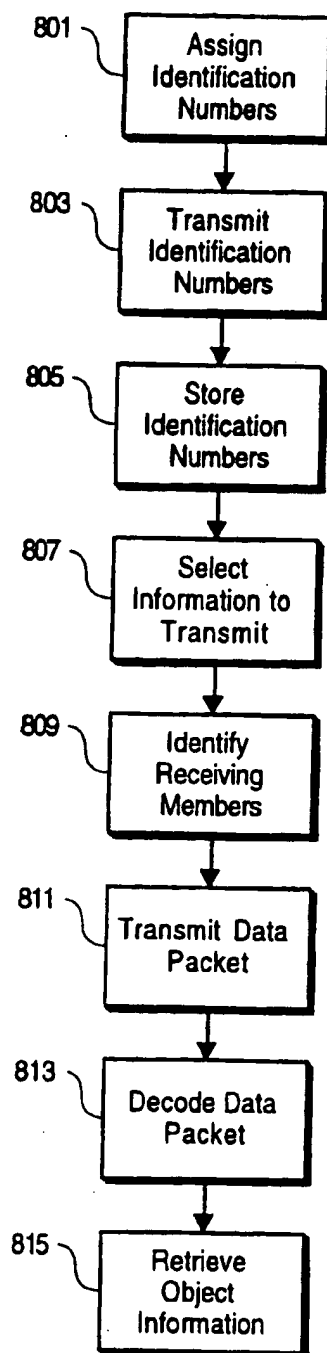 801
Assign
Identification
Numbers
803
Transmit
Identification
Numbers
805
Store
Identification
Numbers
807
Select
Information to
Transmit
809
Identify
Receiving
Members
811
Transmit Data
Packet
813
Decode Data
Packet
815
Retrieve
Object
Information